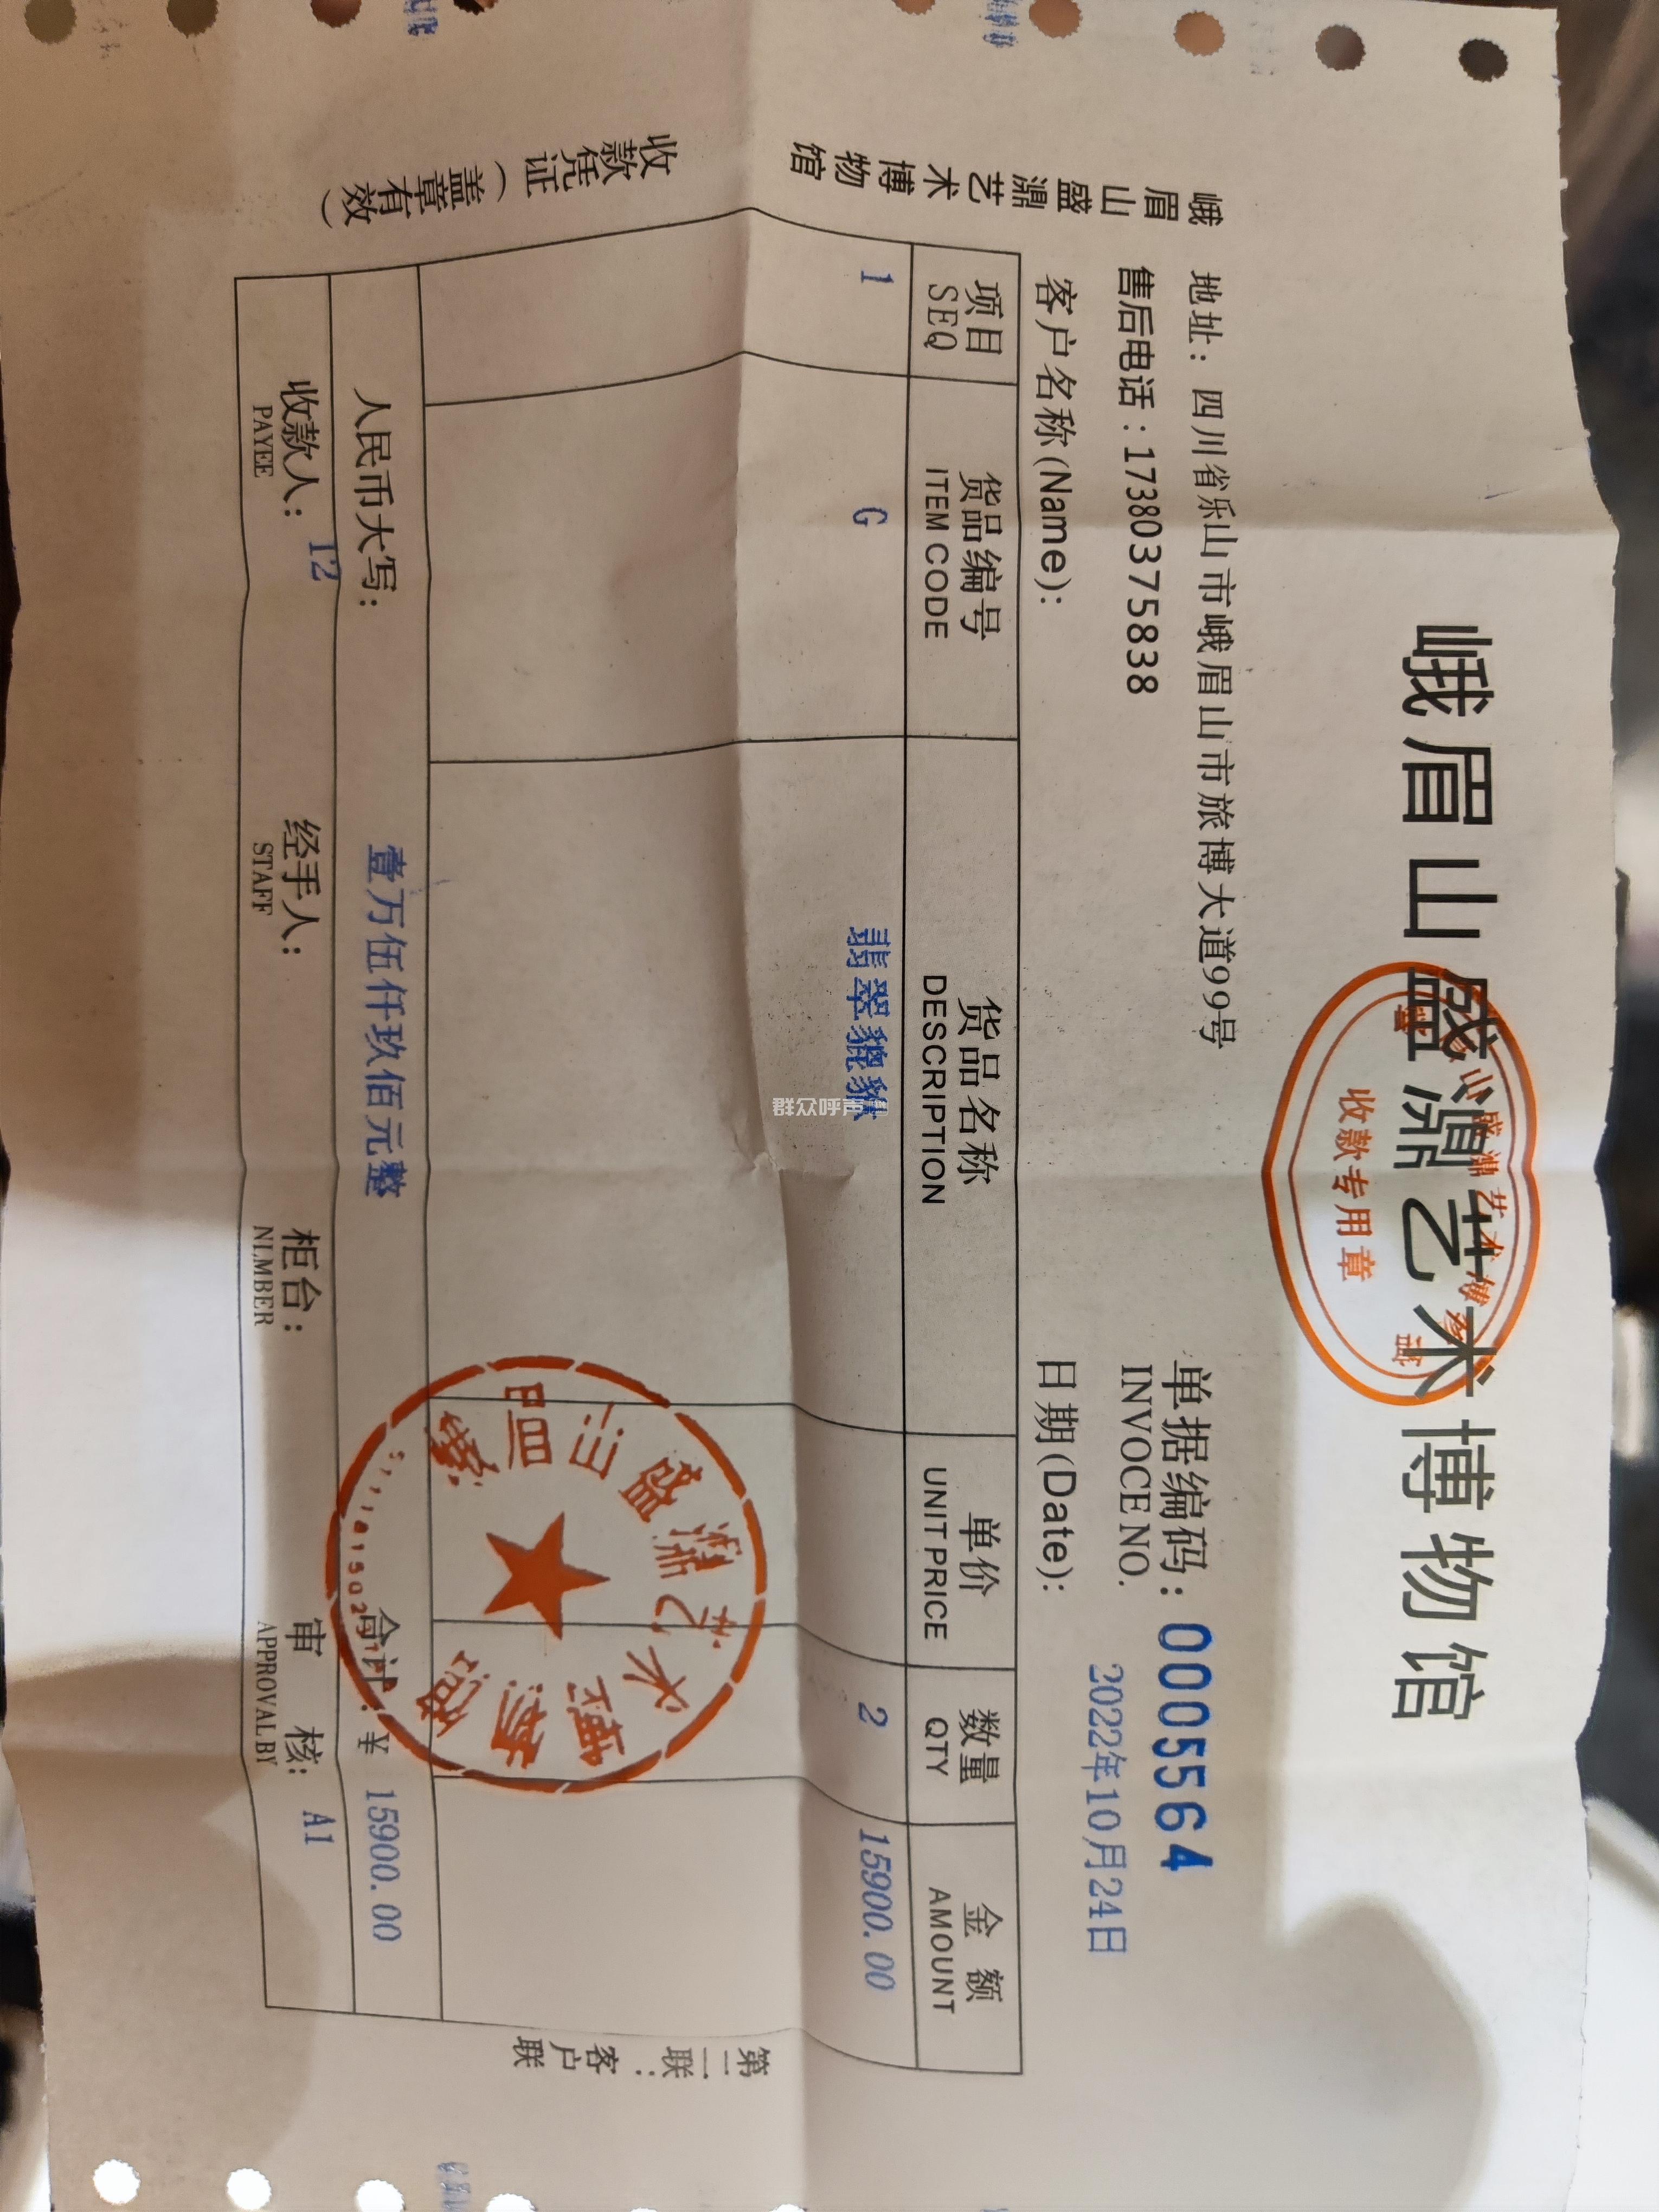 峨眉山盛鼑艺术博物馆
收款专用章
地址：四川省乐山市峨眉山市旅博大道99号
单据编码：0005564
INVOCE NO.
售后电话：17380375838
2022年10月24日
客户名称(Name)：
日期(Date)：
项目 货品编号 货品名称 单价 数量 金 额
SEQ ITEM CODE DESCRIPTION UNIT PRICE QTY AMOUNT
1 G 翡翠貔貅 2 15900.00
人民币大写： 壹万伍仟玖佰元整 合计：￥ 15900.00
收款人： T2 经手人： 柜台： 审 核： A1
PAYEE STAFF NLMBER APPROVAL BY
峨眉山盛鼑艺术博物馆
收款凭证（盖章有效）
第二联：客户联
群众呼声